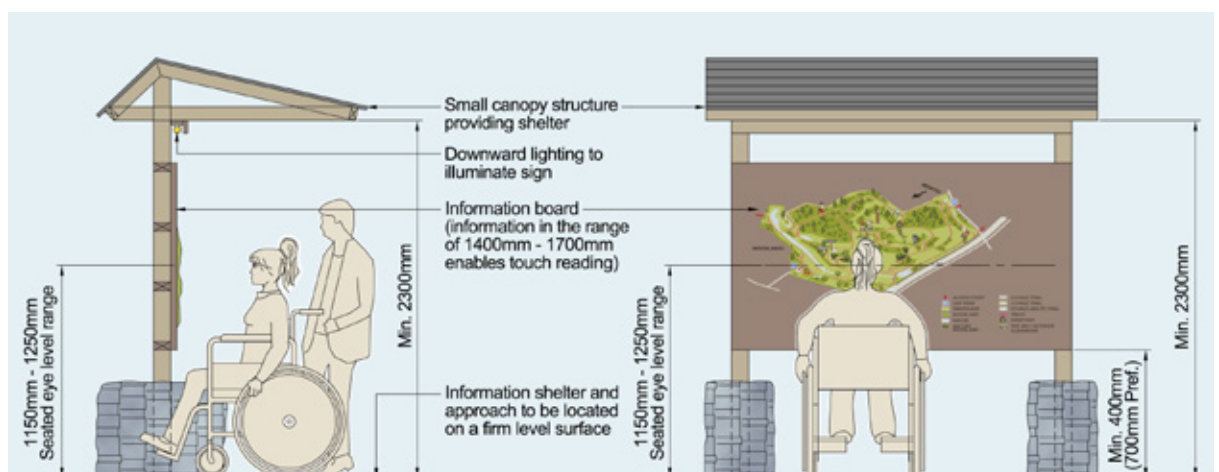 Small canopy structure
providing shelter
Downward lighting to
illuminate sign
Information board
(information in the range
of 1400mm - 1700mm
enables touch reading)
Information shelter and
approach to be located
on a firm level surface
1150mm - 1250mm
Seated eye level range
Min. 2300mm
1150mm - 1250mm
Seated eye level range
Min. 400mm
(700mm Pref.)
Min. 2300mm